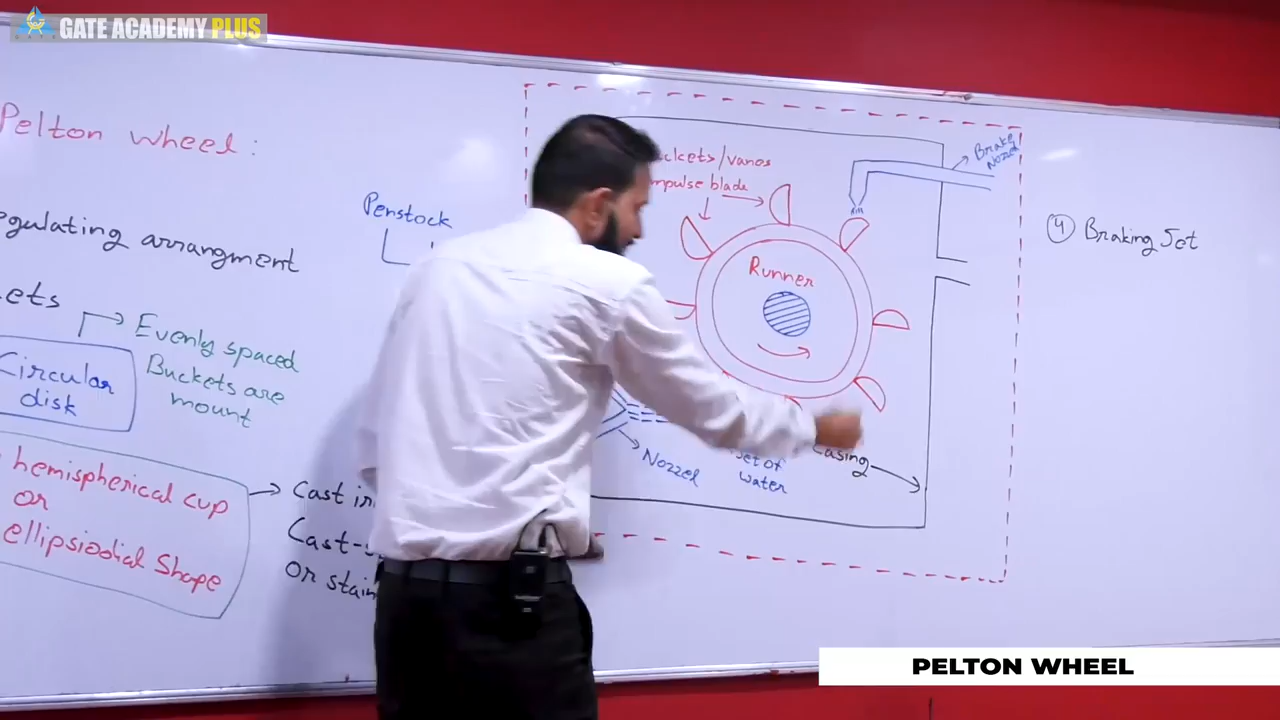 GATE ACADEMY PLUS
Pelton wheel:
egulating arrangment
ets
Evenly spaced
Buckets are
mount
Circular
disk
hemispherical cup
or
ellipsiodial Shape
Cast ir
Cast-s
or stain
Penstock
uckets/vanes
mpulse blade
Runner
Brake
Nozzel
Nozzel
Jet of
water
Casing
4 Braking Jet
PELTON WHEEL